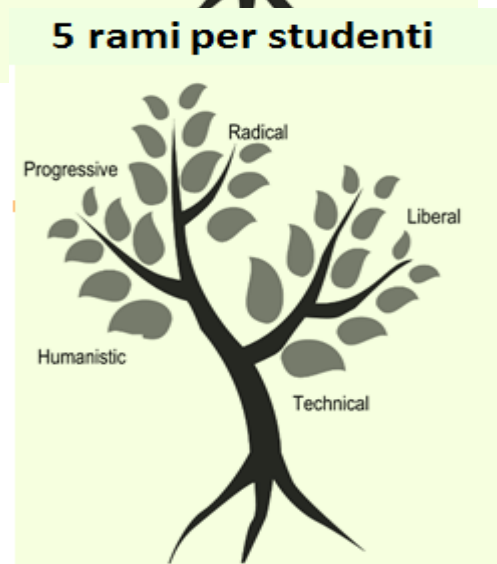 5 rami per studenti
Radical
Progressive
Liberal
Humanistic
Technical